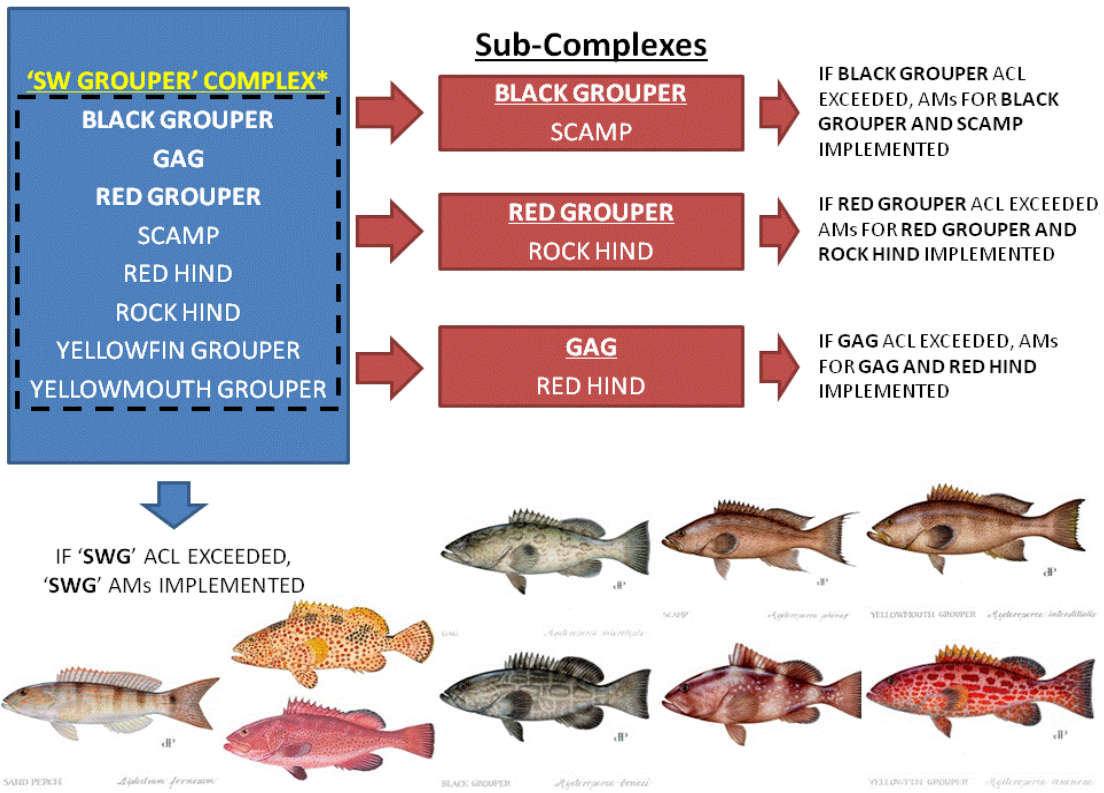 'SW GROUPER' COMPLEX*
BLACK GROUPER
GAG
RED GROUPER
SCAMP
RED HIND
ROCK HIND
YELLOWFIN GROUPER
YELLOWMOUTH GROUPER
Sub-Complexes
BLACK GROUPER
SCAMP
IF BLACK GROUPER ACL
EXCEEDED, AMs FOR BLACK
GROUPER AND SCAMP
IMPLEMENTED
RED GROUPER
ROCK HIND
IF RED GROUPER ACL EXCEEDED,
AMs FOR RED GROUPER AND
ROCK HIND IMPLEMENTED
GAG
RED HIND
IF GAG ACL EXCEEDED, AMs
FOR GAG AND RED HIND
IMPLEMENTED
IF 'SWG' ACL EXCEEDED,
'SWG' AMs IMPLEMENTED
GAG
SCAMP
YELLOWMOUTH GROUPER
SAND PERCH
BLACK GROUPER
YELLOWFIN GROUPER